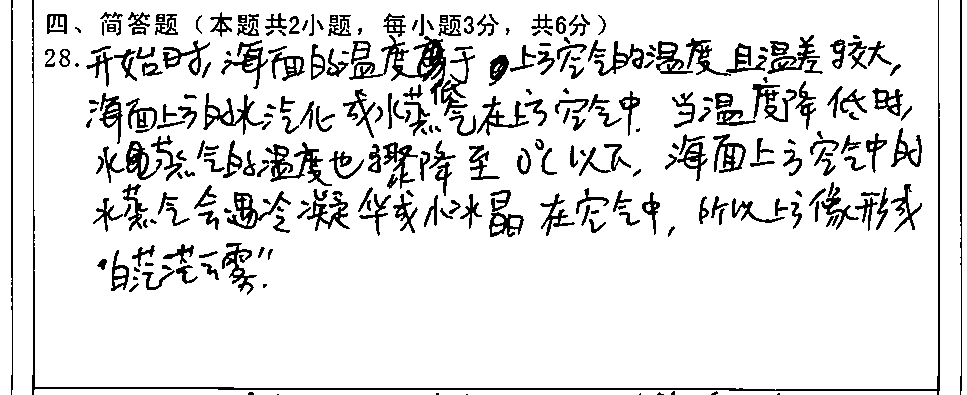 四、简答题（本题共2小题，每小题3分，共6分）
28.开始时，海面的温度低于上方空气的温度且温差较大，
海面上方的水汽化成水蒸气在上方空气中.当温度降低时，
水蒸气的温度也骤降至0℃以下，海面上方空气中的
水蒸气会遇冷凝华成小冰晶在空气中，所以上方像形成
“白茫茫云雾”.